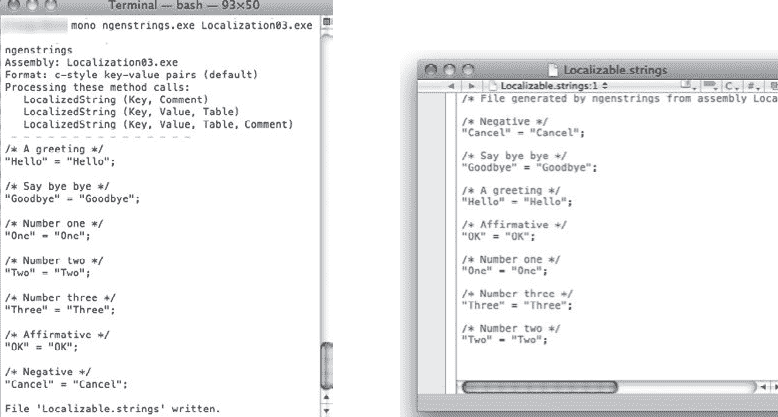 Terminal — bash — 93×50
mono ngenstrings.exe Localization03.exe
ngenstrings
Assembly: Localization03.exe
Format: c-style key-value pairs (default)
Processing these method calls:
LocalizedString (Key, Comment)
LocalizedString (Key, Value, Table)
LocalizedString (Key, Value, Table, Comment)
- - - - - - - - - - - - - - -
/* A greeting */
"Hello" = "Hello";
/* Say bye bye */
"Goodbye" = "Goodbye";
/* Number one */
"One" = "One";
/* Number two */
"Two" = "Two";
/* Number three */
"Three" = "Three";
/* Affirmative */
"OK" = "OK";
/* Negative */
"Cancel" = "Cancel";
File 'Localizable.strings' written.
Localizable.strings
Localizable.strings:1
C
#
/* File generated by ngenstrings from assembly Loca
/* Negative */
"Cancel" = "Cancel";
/* Say bye bye */
"Goodbye" = "Goodbye";
/* A greeting */
"Hello" = "Hello";
/* Affirmative */
"OK" = "OK";
/* Number one */
"One" = "One";
/* Number three */
"Three" = "Three";
/* Number two */
"Two" = "Two";